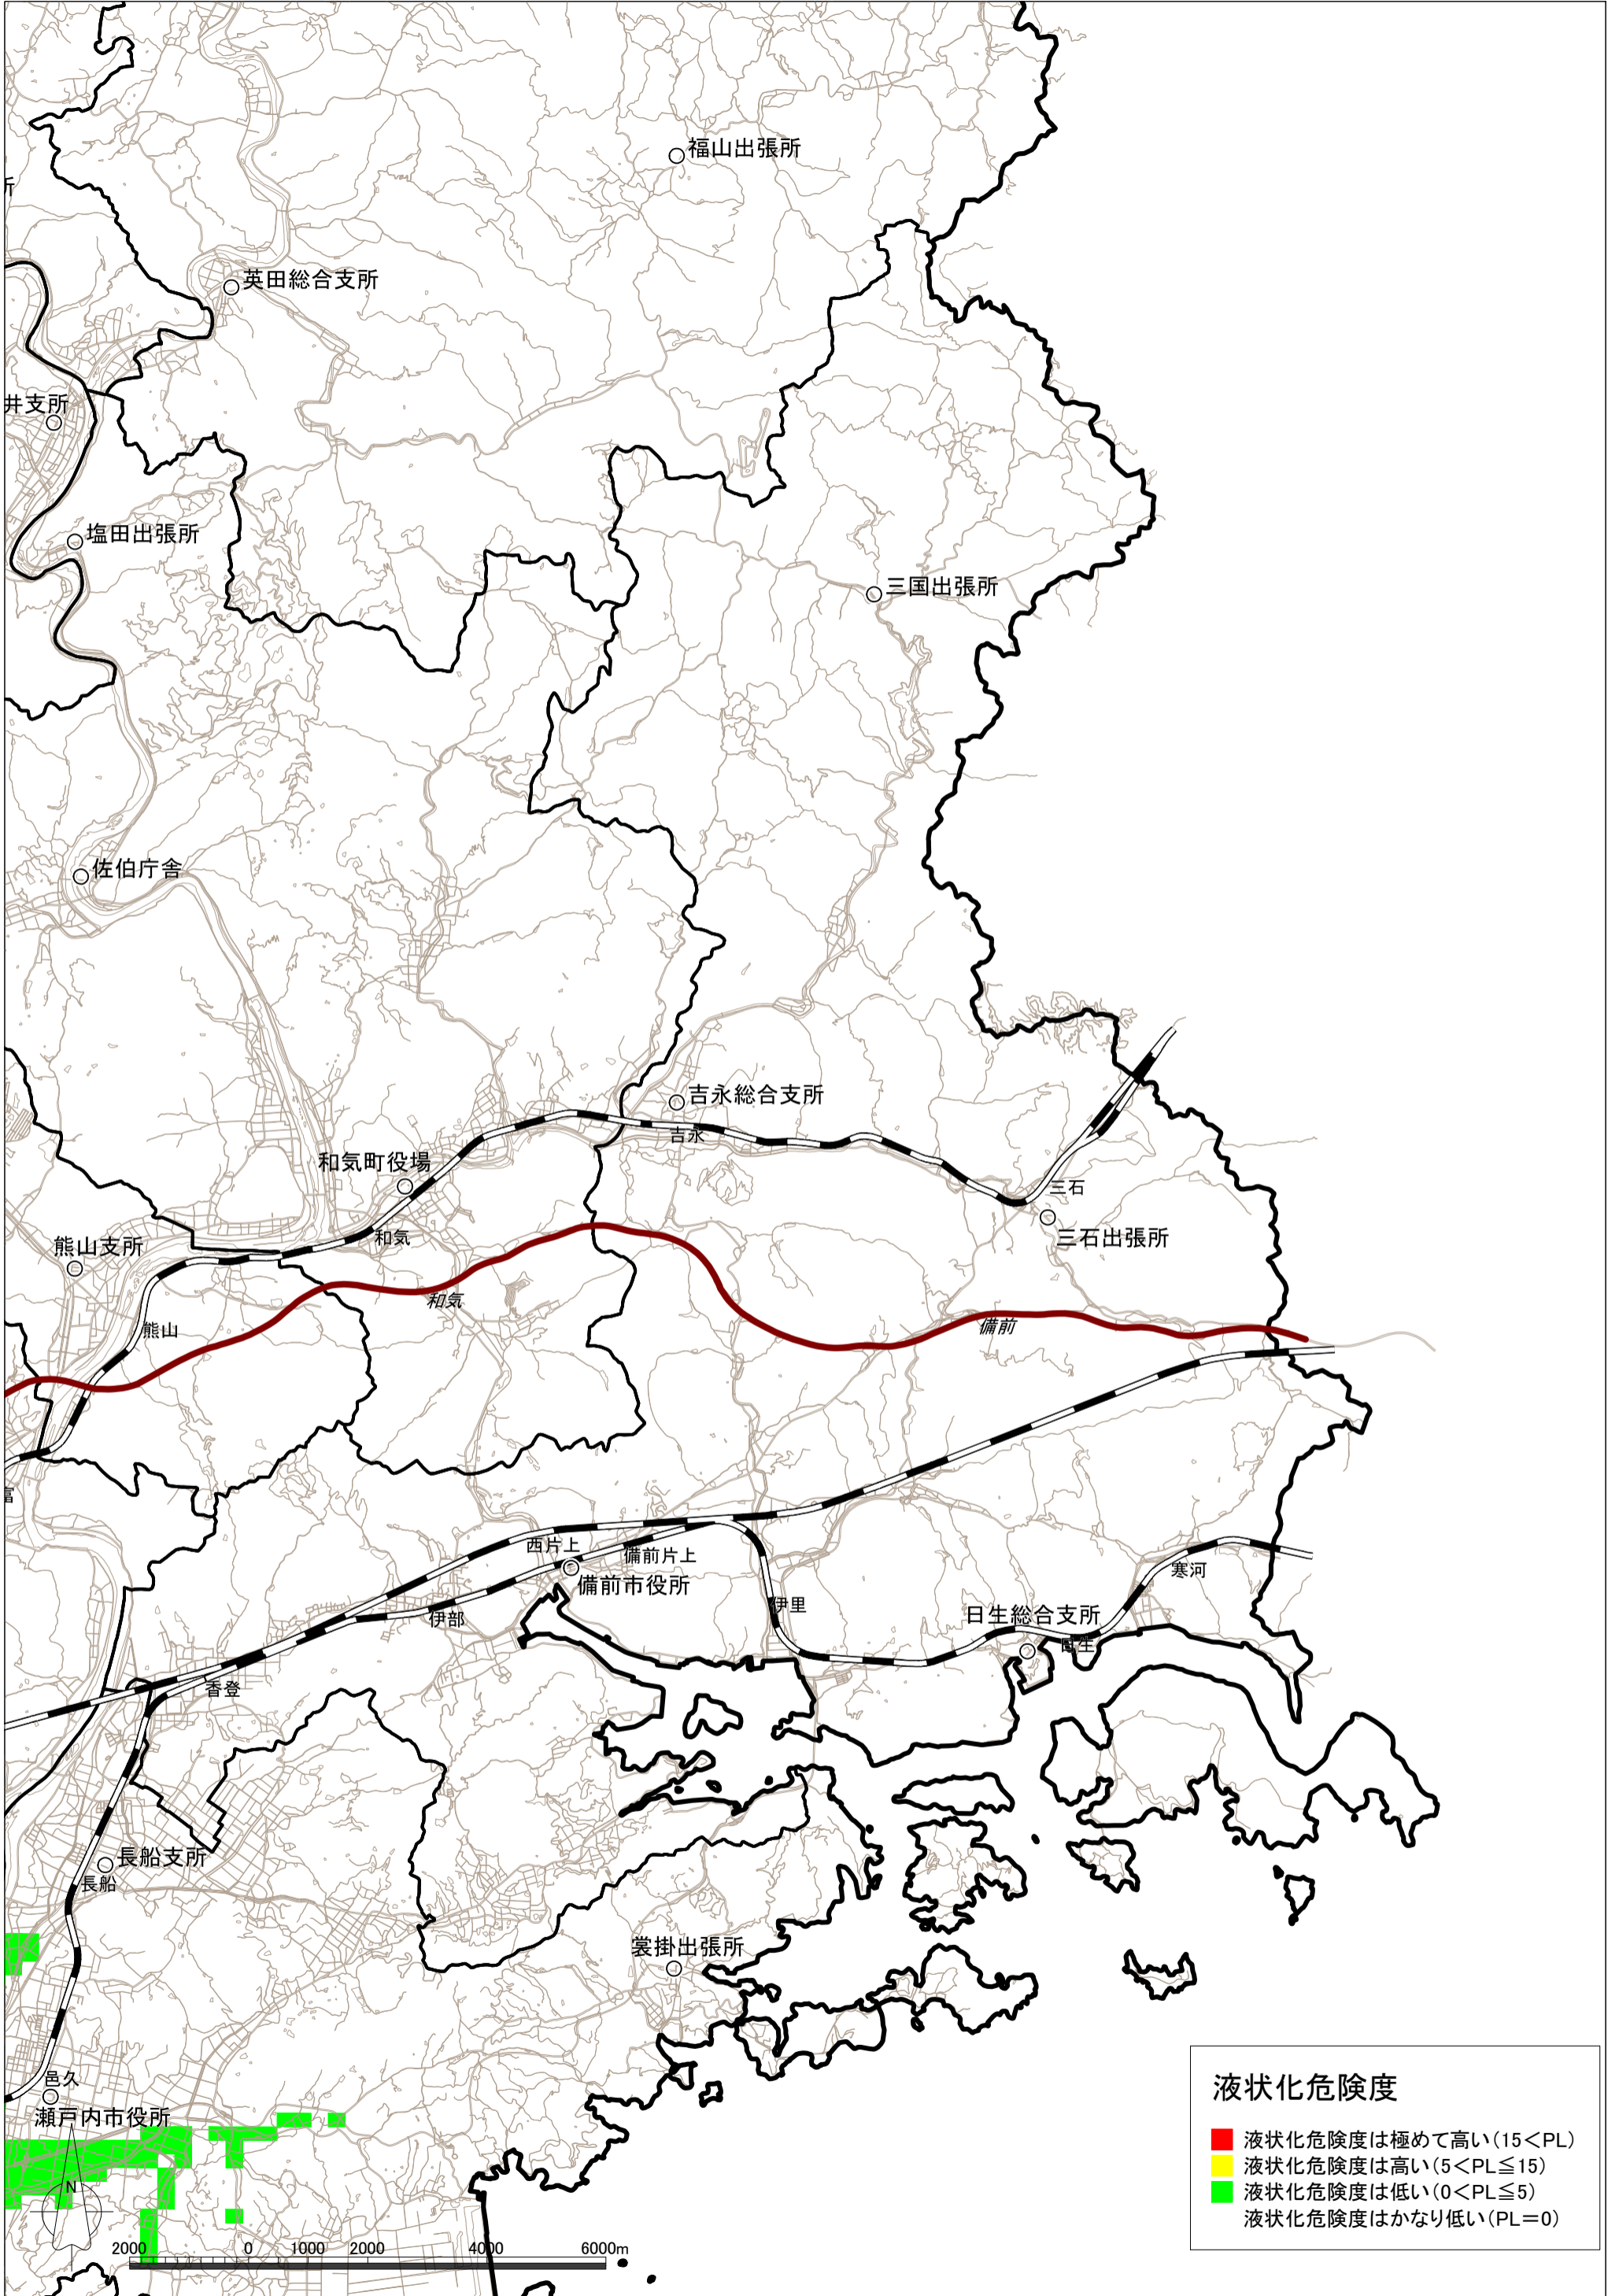 福山出張所
所
英田総合支所
井支所
塩田出張所
三国出張所
佐伯庁舎
吉永総合支所
吉永
和気町役場
三石
和気
三石出張所
熊山支所
和気
備前
熊山
富
西片上
備前片上
備前市役所
寒河
伊里
伊部
日生総合支所
日生
香登
長船支所
長船
裳掛出張所
邑久
瀬戸内市役所
N
2000 0 1000 2000 4000 6000m
液状化危険度
液状化危険度は極めて高い（15＜PL）
液状化危険度は高い（5＜PL≦15）
液状化危険度は低い（0＜PL≦5）
液状化危険度はかなり低い（PL＝0）